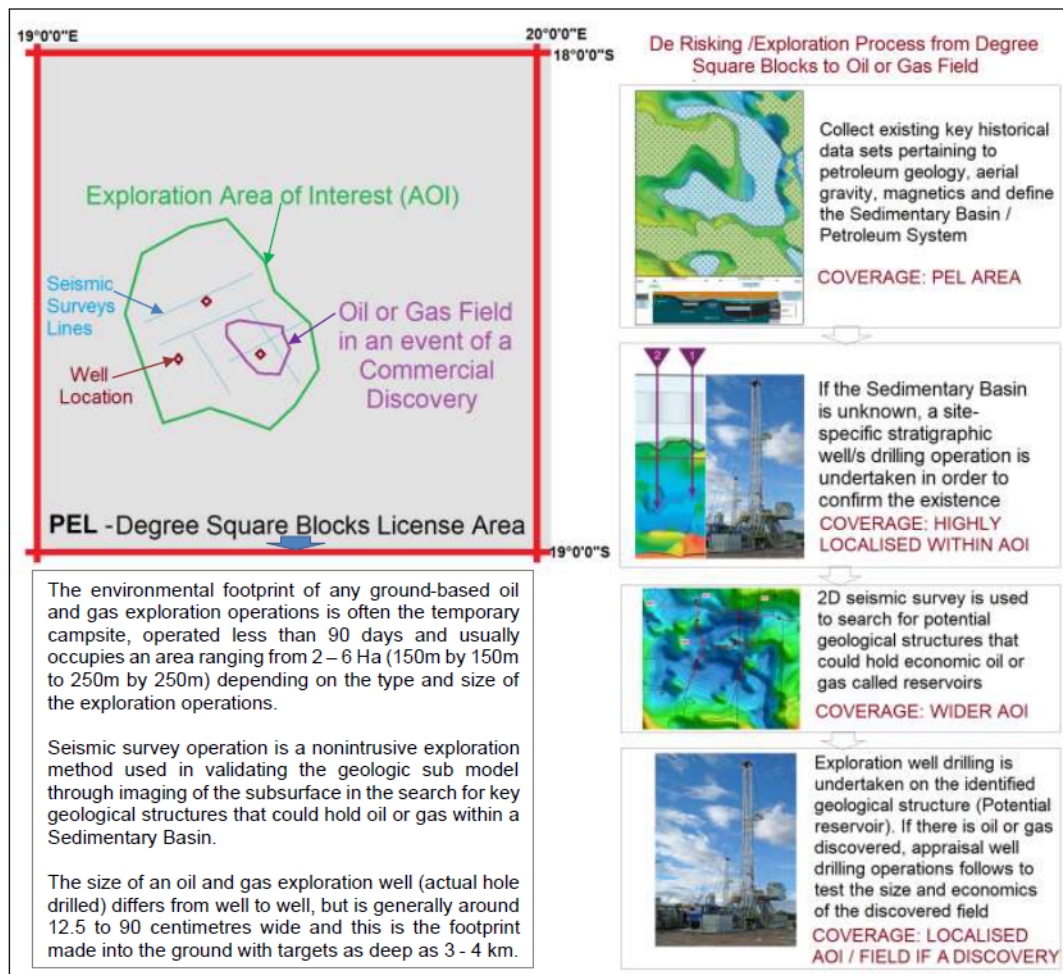 19°0'0"E
20°0'0"E
18°0'0"S
Exploration Area of Interest (AOI)
Seismic
Surveys
Lines
Oil or Gas Field
in an event of a
Commercial
Discovery
Well
Location
PEL -Degree Square Blocks License Area
19°0'0"S
The environmental footprint of any ground-based oil
and gas exploration operations is often the temporary
campsite, operated less than 90 days and usually
occupies an area ranging from 2 – 6 Ha (150m by 150m
to 250m by 250m) depending on the type and size of
the exploration operations.
Seismic survey operation is a nonintrusive exploration
method used in validating the geologic sub model
through imaging of the subsurface in the search for key
geological structures that could hold oil or gas within a
Sedimentary Basin.
The size of an oil and gas exploration well (actual hole
drilled) differs from well to well, but is generally around
12.5 to 90 centimetres wide and this is the footprint
made into the ground with targets as deep as 3 - 4 km.
De Risking /Exploration Process from Degree
Square Blocks to Oil or Gas Field
Collect existing key historical
data sets pertaining to
petroleum geology, aerial
gravity, magnetics and define
the Sedimentary Basin /
Petroleum System
COVERAGE: PEL AREA
2 1
If the Sedimentary Basin
is unknown, a site-
specific stratigraphic
well/s drilling operation is
undertaken in order to
confirm the existence
COVERAGE: HIGHLY
LOCALISED WITHIN AOI
2D seismic survey is used
to search for potential
geological structures that
could hold economic oil or
gas called reservoirs
COVERAGE: WIDER AOI
Exploration well drilling is
undertaken on the identified
geological structure (Potential
reservoir). If there is oil or gas
discovered, appraisal well
drilling operations follows to
test the size and economics
of the discovered field
COVERAGE: LOCALISED
AOI / FIELD IF A DISCOVERY